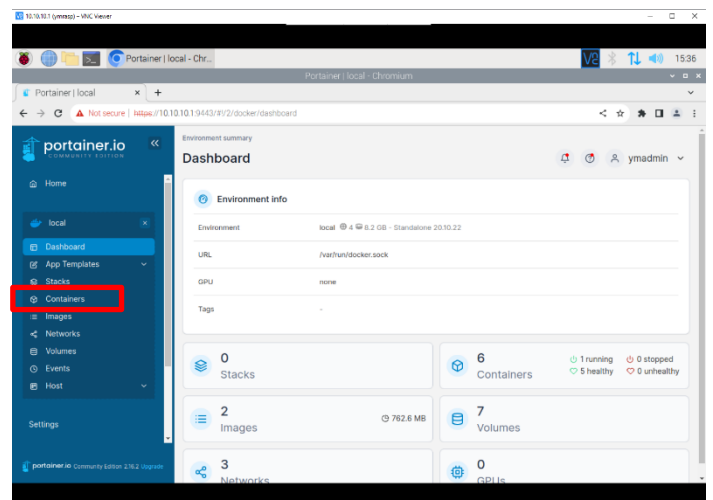 10.10.10.1 (ymrasp) - VNC Viewer
Portainer | local - Chr...
15:36
Portainer | local - Chromium
Portainer | local
Not secure | https://10.10.10.1:9443/#!/2/docker/dashboard
portainer.io
COMMUNITY EDITION
Home
local
Dashboard
App Templates
Stacks
Containers
Images
Networks
Volumes
Events
Host
Settings
portainer.io Community Edition 2.16.2 Upgrade
Environment summary
Dashboard
ymadmin
Environment info
Environment local 4 8.2 GB - Standalone 20.10.22
URL /var/run/docker.sock
GPU none
Tags -
0
Stacks
6
Containers
1 running 0 stopped
5 healthy 0 unhealthy
2
Images
762.6 MB
7
Volumes
3
Networks
0
GPUs